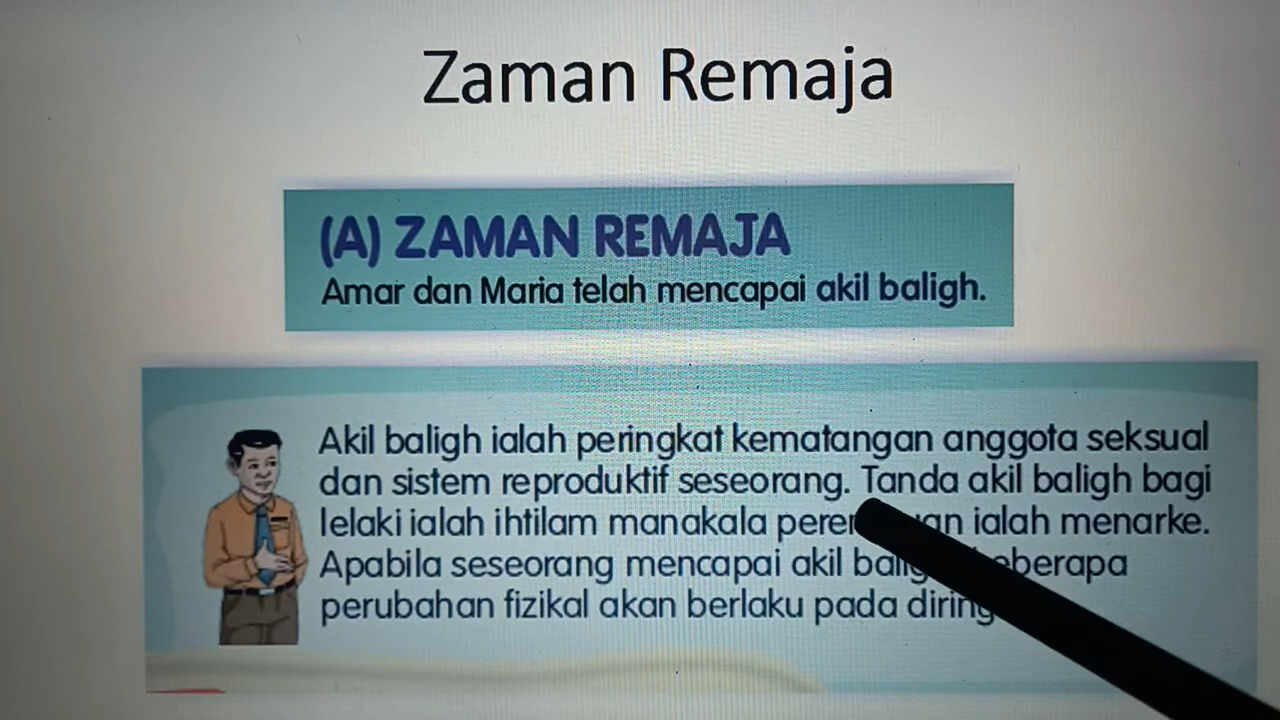 Zaman Remaja
(A) ZAMAN REMAJA
Amar dan Maria telah mencapai akil baligh.
Akil baligh ialah peringkat kematangan anggota seksual
dan sistem reproduktif seseorang. Tanda akil baligh bagi
lelaki ialah ihtilam manakala ialah menarke.
Apabila seseorang mencapai akil
perubahan fizikal akan berlaku pada